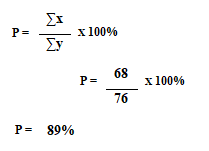 P = ∑x / ∑y X 100%
P = 68 / 76 X 100%
P = 89%